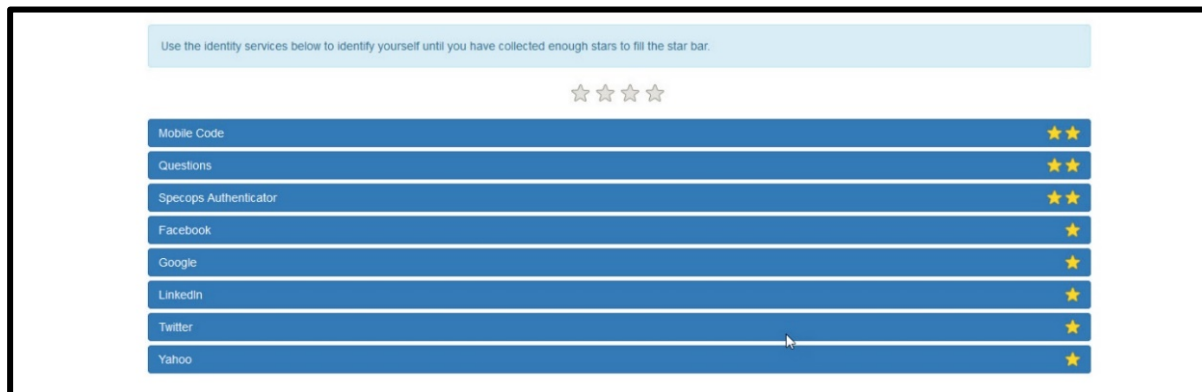 Use the identity services below to identify yourself until you have collected enough stars to fill the star bar.
Mobile Code
Questions
Specops Authenticator
Facebook
Google
LinkedIn
Twitter
Yahoo